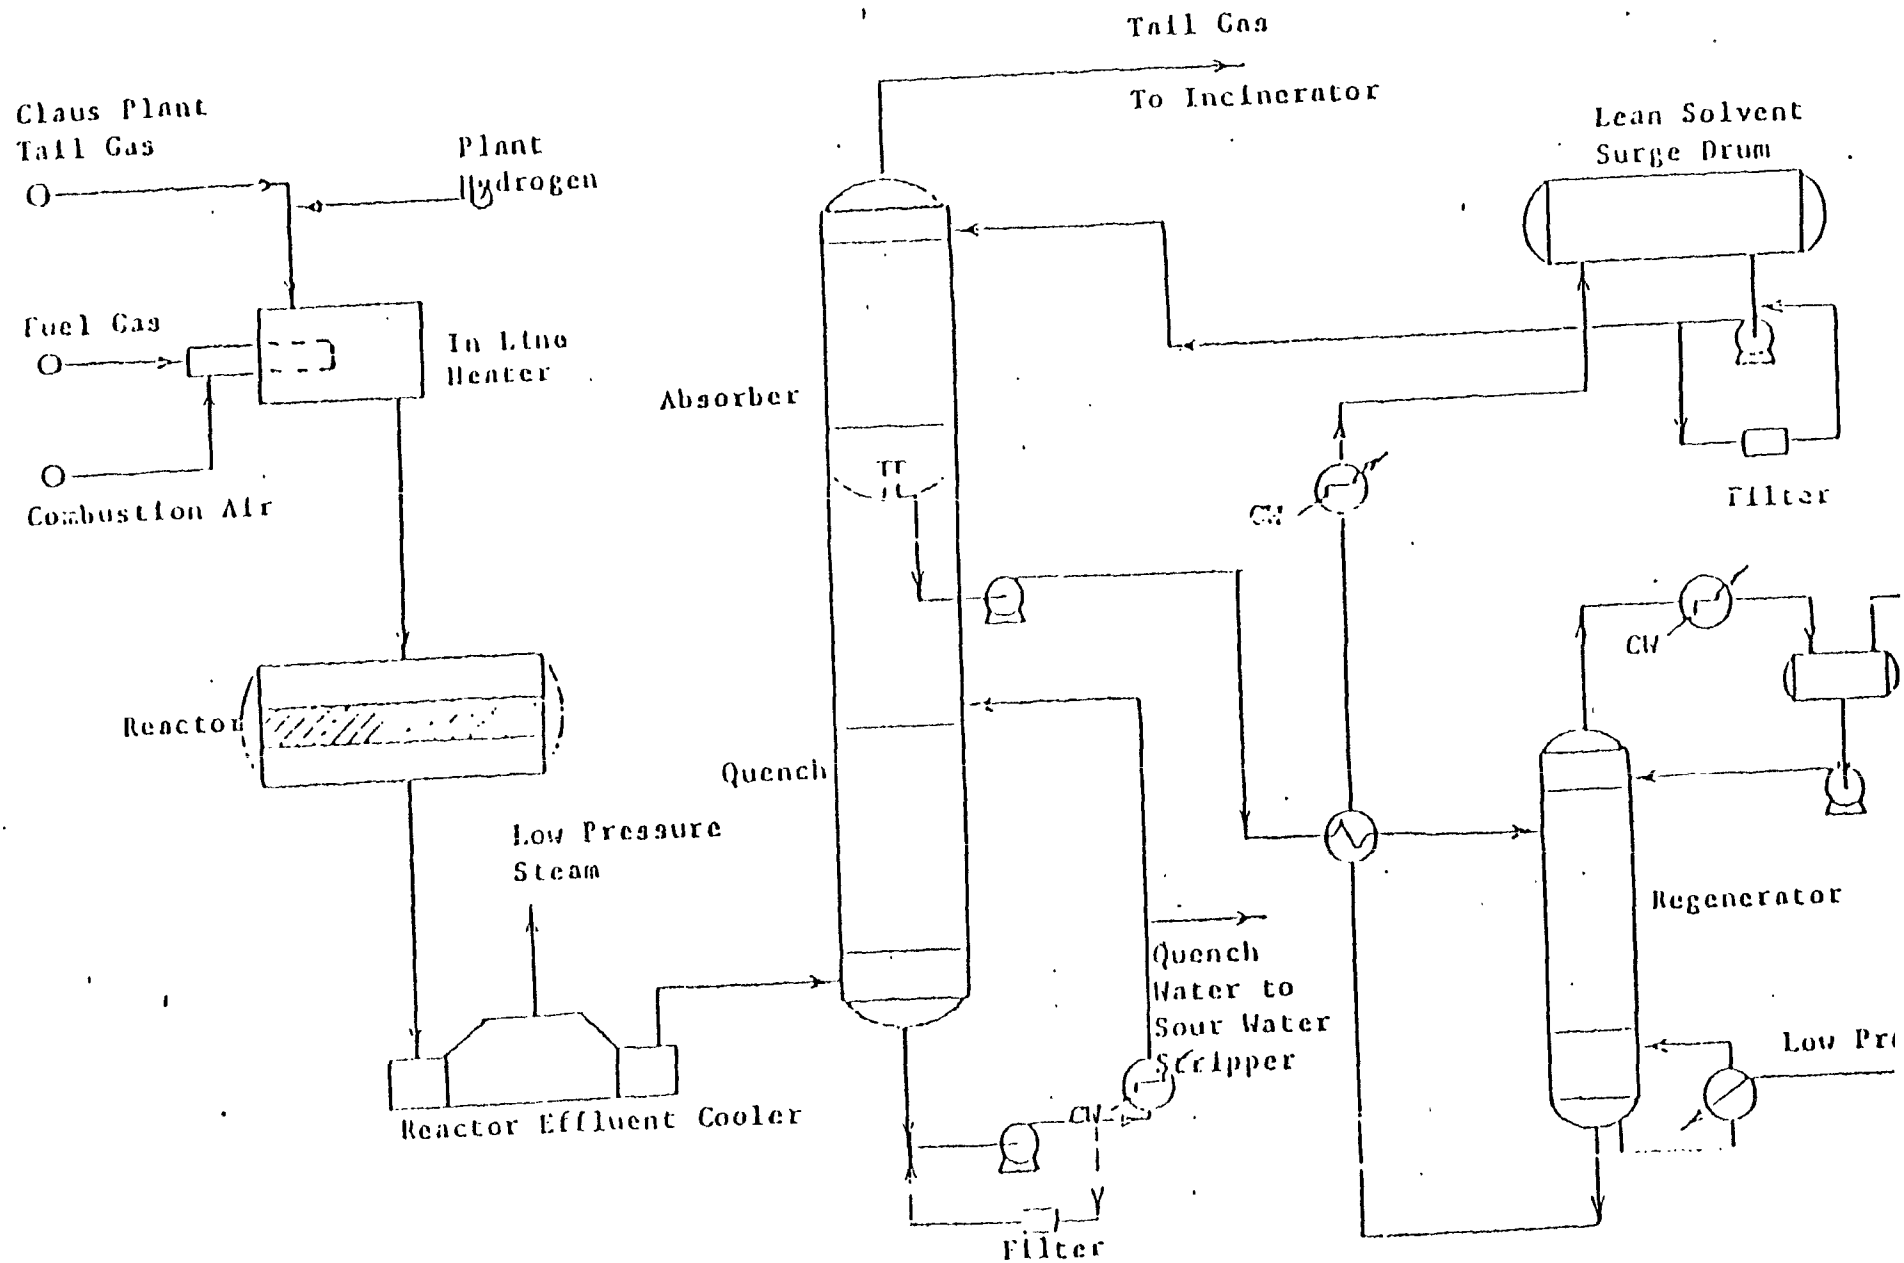 Tail Gas
To Incinerator
Claus Plant
Tail Gas
Plant
Hydrogen
Lean Solvent
Surge Drum
Fuel Gas
In Line
Heater
Combustion Air
Absorber
Filter
CW
CW
Reactor
Quench
Low Pressure
Steam
Regenerator
Quench
Water to
Sour Water
Stripper
Low Pr
CW
Reactor Effluent Cooler
Filter